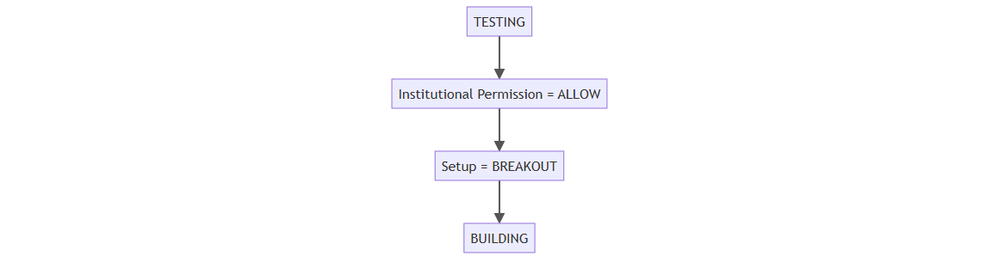 TESTING
Institutional Permission = ALLOW
Setup = BREAKOUT
BUILDING